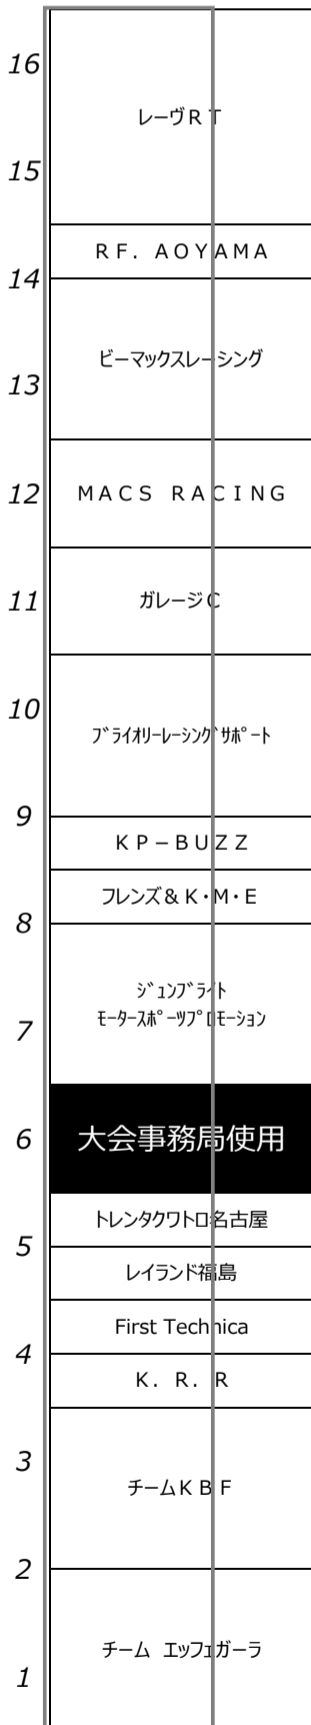 16
レーヴＲＴ
15
ＲＦ．ＡＯＹＡＭＡ
14
ビーマックスレーシング
13
12
ＭＡＣＳ ＲＡＣＩＮＧ
11
ガレージＣ
10
ﾌﾞﾗｲｵﾘｰﾚｰｼﾝｸﾞｻﾎﾟｰﾄ
9
ＫＰ－ＢＵＺＺ
フレンズ＆Ｋ・Ｍ・Ｅ
8
ｼﾞｭﾝﾌﾞﾗｲﾄ
ﾓｰﾀｰｽﾎﾟｰﾂﾌﾟﾛﾓｰｼｮﾝ
7
6
大会事務局使用
トレンタクワトロ名古屋
5
レイランド福島
First Technica
4
Ｋ．Ｒ．Ｒ
3
チームＫＢＦ
2
チーム エッフェガーラ
1